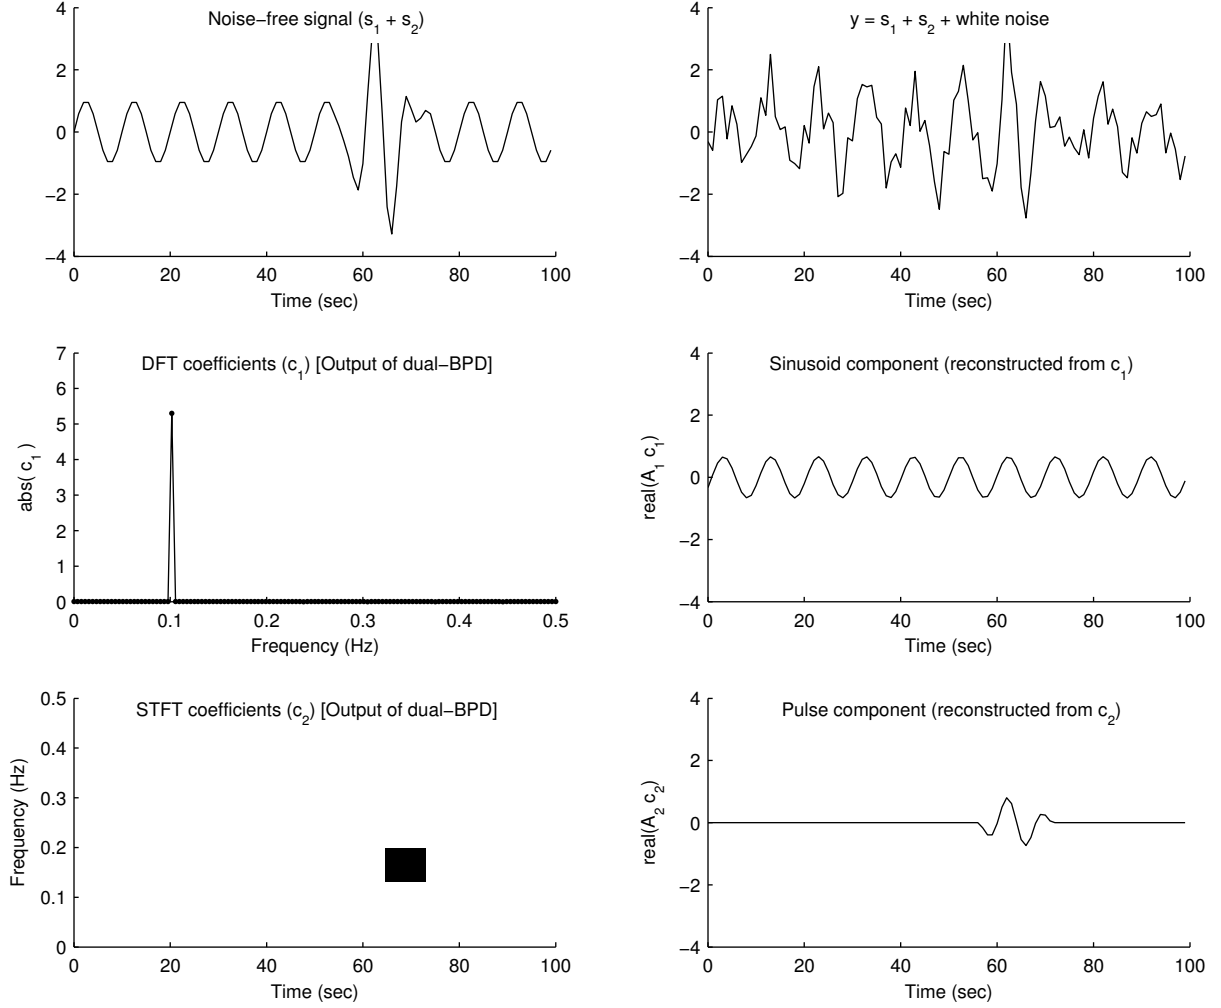 Noise−free signal (s1 + s2)
4
2
0
−2
−4
0 20 40 60 80 100
Time (sec)
y = s1 + s2 + white noise
4
2
0
−2
−4
0 20 40 60 80 100
Time (sec)
DFT coefficients (c1) [Output of dual−BPD]
abs( c1 )
7
6
5
4
3
2
1
0
0 0.1 0.2 0.3 0.4 0.5
Frequency (Hz)
Sinusoid component (reconstructed from c1)
real(A1 c1)
4
2
0
−2
−4
0 20 40 60 80 100
Time (sec)
STFT coefficients (c2) [Output of dual−BPD]
Frequency (Hz)
0.5
0.4
0.3
0.2
0.1
0
0 20 40 60 80 100
Time (sec)
Pulse component (reconstructed from c2)
real(A2 c2)
4
2
0
−2
−4
0 20 40 60 80 100
Time (sec)